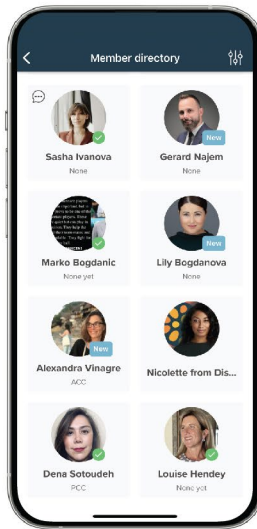 Member directory
Sasha Ivanova
None
New
Gerard Najem
None
Marko Bogdanic
None yet
New
Lily Bogdanova
None
New
Alexandra Vinagre
ACC
Nicolette from Dis...
Dena Sotoudeh
PCC
Louise Hendey
None yet